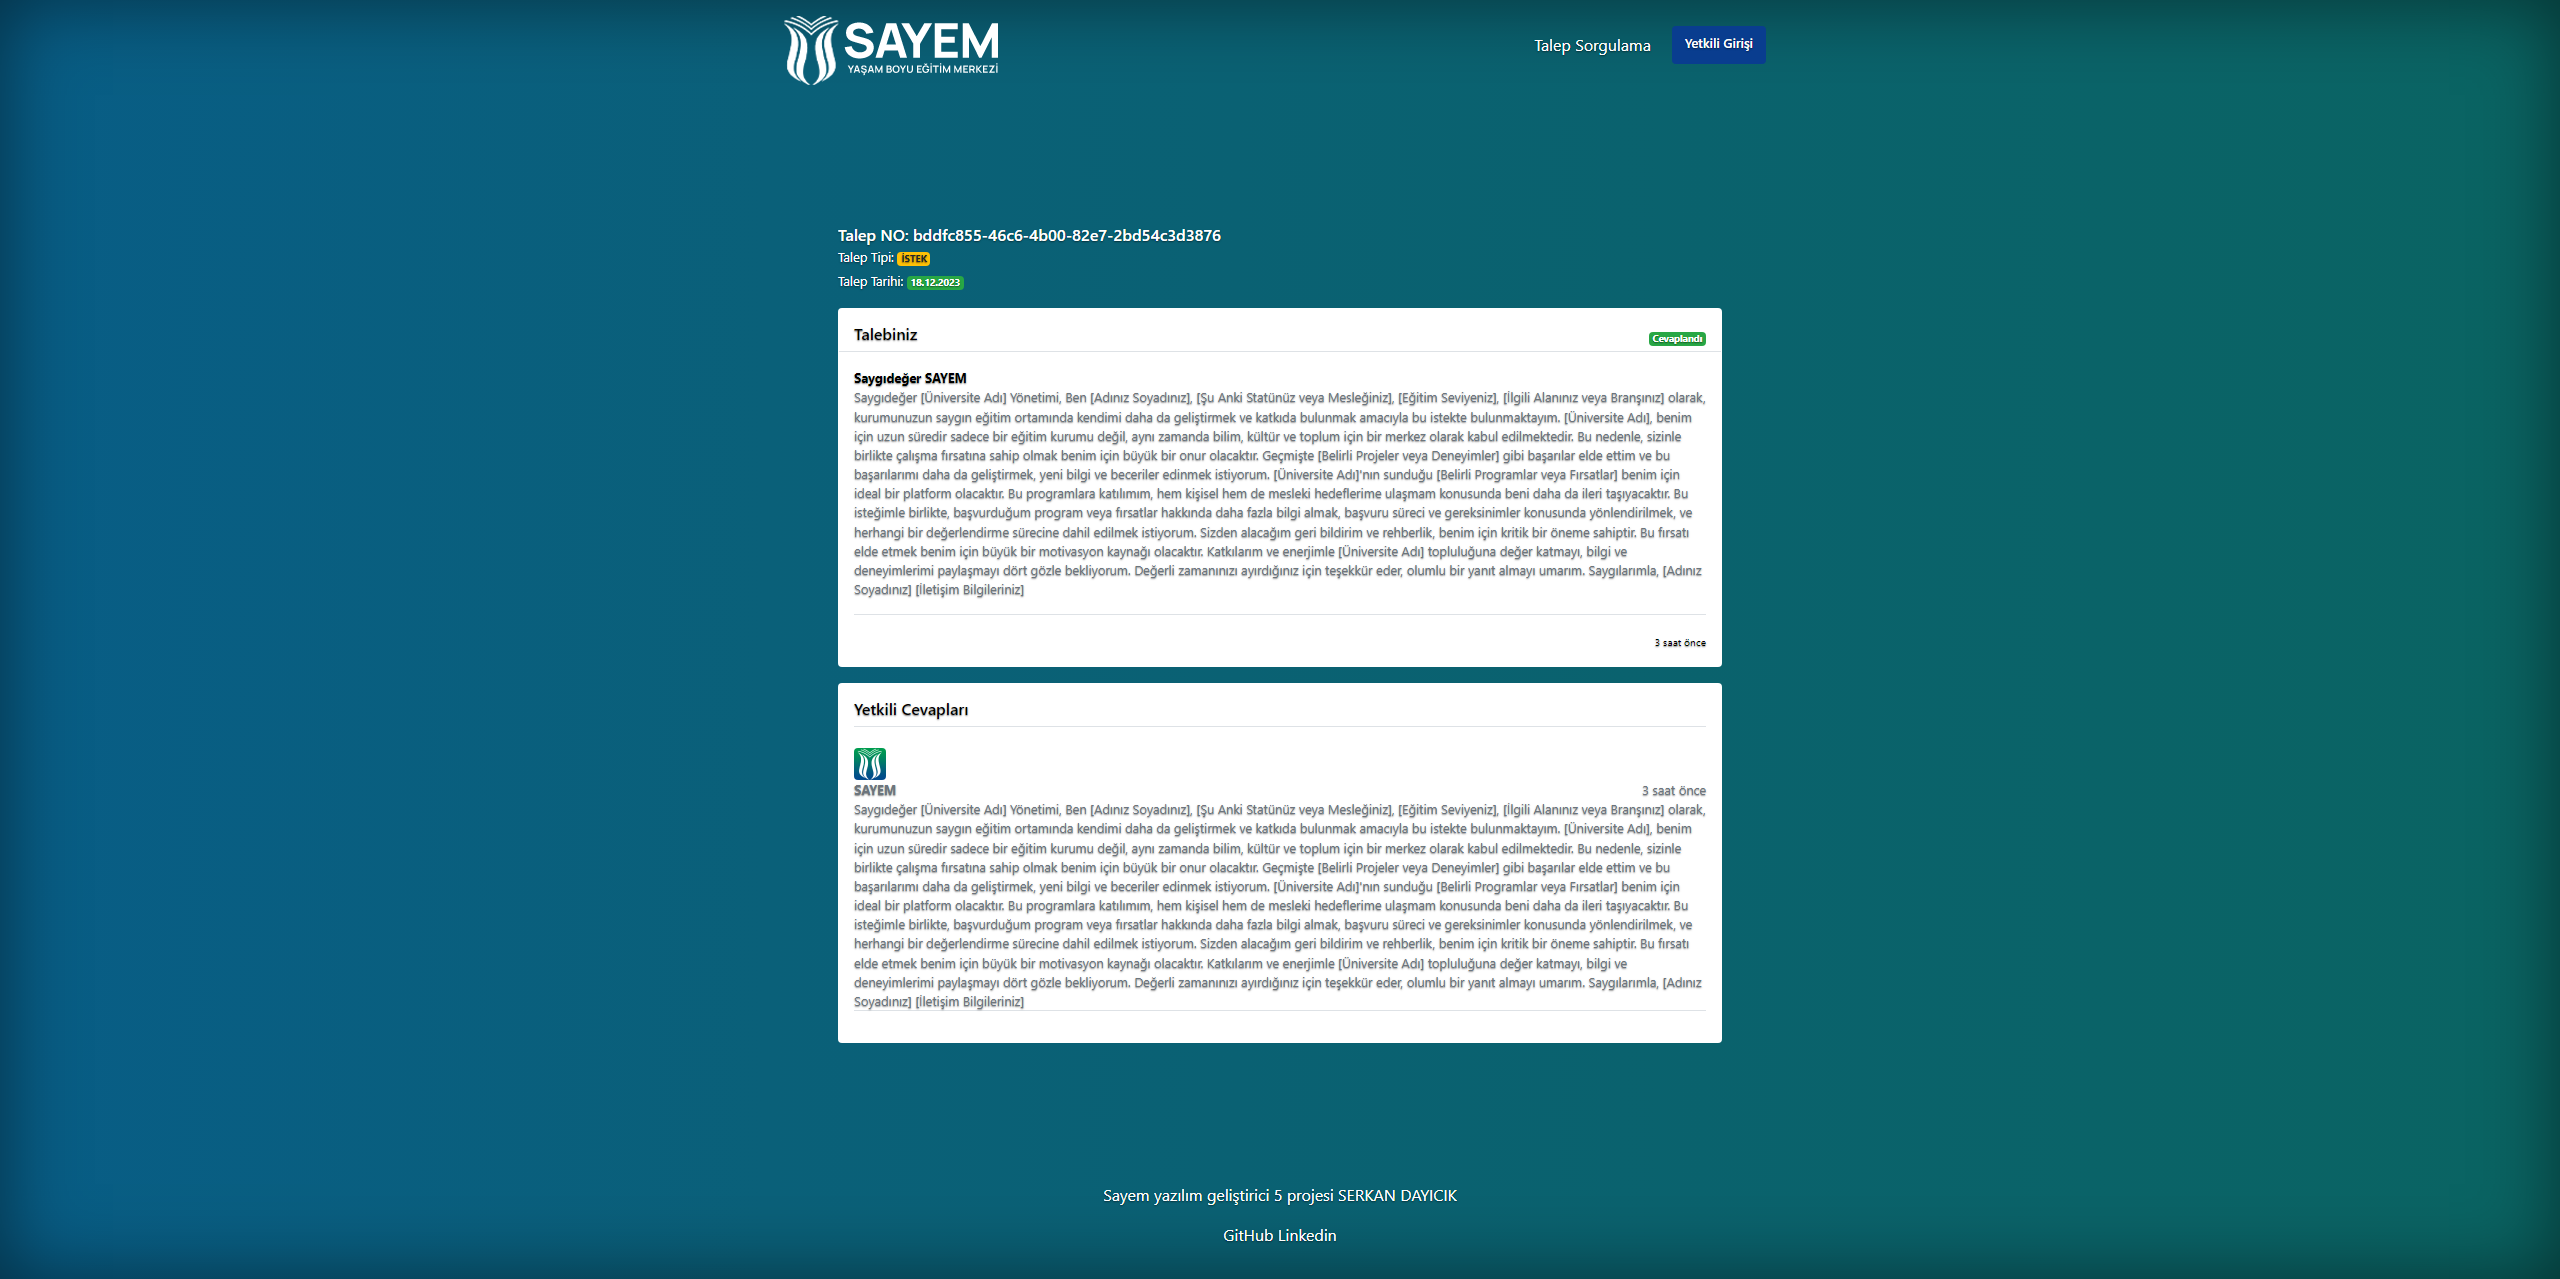 SAYEM
YAŞAM BOYU EĞİTİM MERKEZİ
Talep Sorgulama
Yetkili Girişi
Talep NO: bddfc855-46c6-4b00-82e7-2bd54c3d3876
Talep Tipi: İSTEK
Talep Tarihi: 18.12.2023
Talebiniz
Cevaplandı
Saygıdeğer SAYEM
Saygıdeğer [Üniversite Adı] Yönetimi, Ben [Adınız Soyadınız], [Şu Anki Statünüz veya Mesleğiniz], [Eğitim Seviyeniz], [İlgili Alanınız veya Branşınız] olarak,
kurumunuzun saygın eğitim ortamında kendimi daha da geliştirmek ve katkıda bulunmak amacıyla bu istekte bulunmaktayım. [Üniversite Adı], benim
için uzun süredir sadece bir eğitim kurumu değil, aynı zamanda bilim, kültür ve toplum için bir merkez olarak kabul edilmektedir. Bu nedenle, sizinle
birlikte çalışma fırsatına sahip olmak benim için büyük bir onur olacaktır. Geçmişte [Belirli Projeler veya Deneyimler] gibi başarılar elde ettim ve bu
başarılarımı daha da geliştirmek, yeni bilgi ve beceriler edinmek istiyorum. [Üniversite Adı]'nın sunduğu [Belirli Programlar veya Fırsatlar] benim için
ideal bir platform olacaktır. Bu programlara katılımım, hem kişisel hem de mesleki hedeflerime ulaşmam konusunda beni daha da ileri taşıyacaktır. Bu
isteğimle birlikte, başvurduğum program veya fırsatlar hakkında daha fazla bilgi almak, başvuru süreci ve gereksinimler konusunda yönlendirilmek, ve
herhangi bir değerlendirme sürecine dahil edilmek istiyorum. Sizden alacağım geri bildirim ve rehberlik, benim için kritik bir öneme sahiptir. Bu fırsatı
elde etmek benim için büyük bir motivasyon kaynağı olacaktır. Katkılarım ve enerjimle [Üniversite Adı] topluluğuna değer katmayı, bilgi ve
deneyimlerimi paylaşmayı dört gözle bekliyorum. Değerli zamanınızı ayırdığınız için teşekkür eder, olumlu bir yanıt almayı umarım. Saygılarımla, [Adınız
Soyadınız] [İletişim Bilgileriniz]
3 saat önce
Yetkili Cevapları
SAYEM
3 saat önce
Saygıdeğer [Üniversite Adı] Yönetimi, Ben [Adınız Soyadınız], [Şu Anki Statünüz veya Mesleğiniz], [Eğitim Seviyeniz], [İlgili Alanınız veya Branşınız] olarak,
kurumunuzun saygın eğitim ortamında kendimi daha da geliştirmek ve katkıda bulunmak amacıyla bu istekte bulunmaktayım. [Üniversite Adı], benim
için uzun süredir sadece bir eğitim kurumu değil, aynı zamanda bilim, kültür ve toplum için bir merkez olarak kabul edilmektedir. Bu nedenle, sizinle
birlikte çalışma fırsatına sahip olmak benim için büyük bir onur olacaktır. Geçmişte [Belirli Projeler veya Deneyimler] gibi başarılar elde ettim ve bu
başarılarımı daha da geliştirmek, yeni bilgi ve beceriler edinmek istiyorum. [Üniversite Adı]'nın sunduğu [Belirli Programlar veya Fırsatlar] benim için
ideal bir platform olacaktır. Bu programlara katılımım, hem kişisel hem de mesleki hedeflerime ulaşmam konusunda beni daha da ileri taşıyacaktır. Bu
isteğimle birlikte, başvurduğum program veya fırsatlar hakkında daha fazla bilgi almak, başvuru süreci ve gereksinimler konusunda yönlendirilmek, ve
herhangi bir değerlendirme sürecine dahil edilmek istiyorum. Sizden alacağım geri bildirim ve rehberlik, benim için kritik bir öneme sahiptir. Bu fırsatı
elde etmek benim için büyük bir motivasyon kaynağı olacaktır. Katkılarım ve enerjimle [Üniversite Adı] topluluğuna değer katmayı, bilgi ve
deneyimlerimi paylaşmayı dört gözle bekliyorum. Değerli zamanınızı ayırdığınız için teşekkür eder, olumlu bir yanıt almayı umarım. Saygılarımla, [Adınız
Soyadınız] [İletişim Bilgileriniz]
Sayem yazılım geliştirici 5 projesi SERKAN DAYICIK
GitHub Linkedin